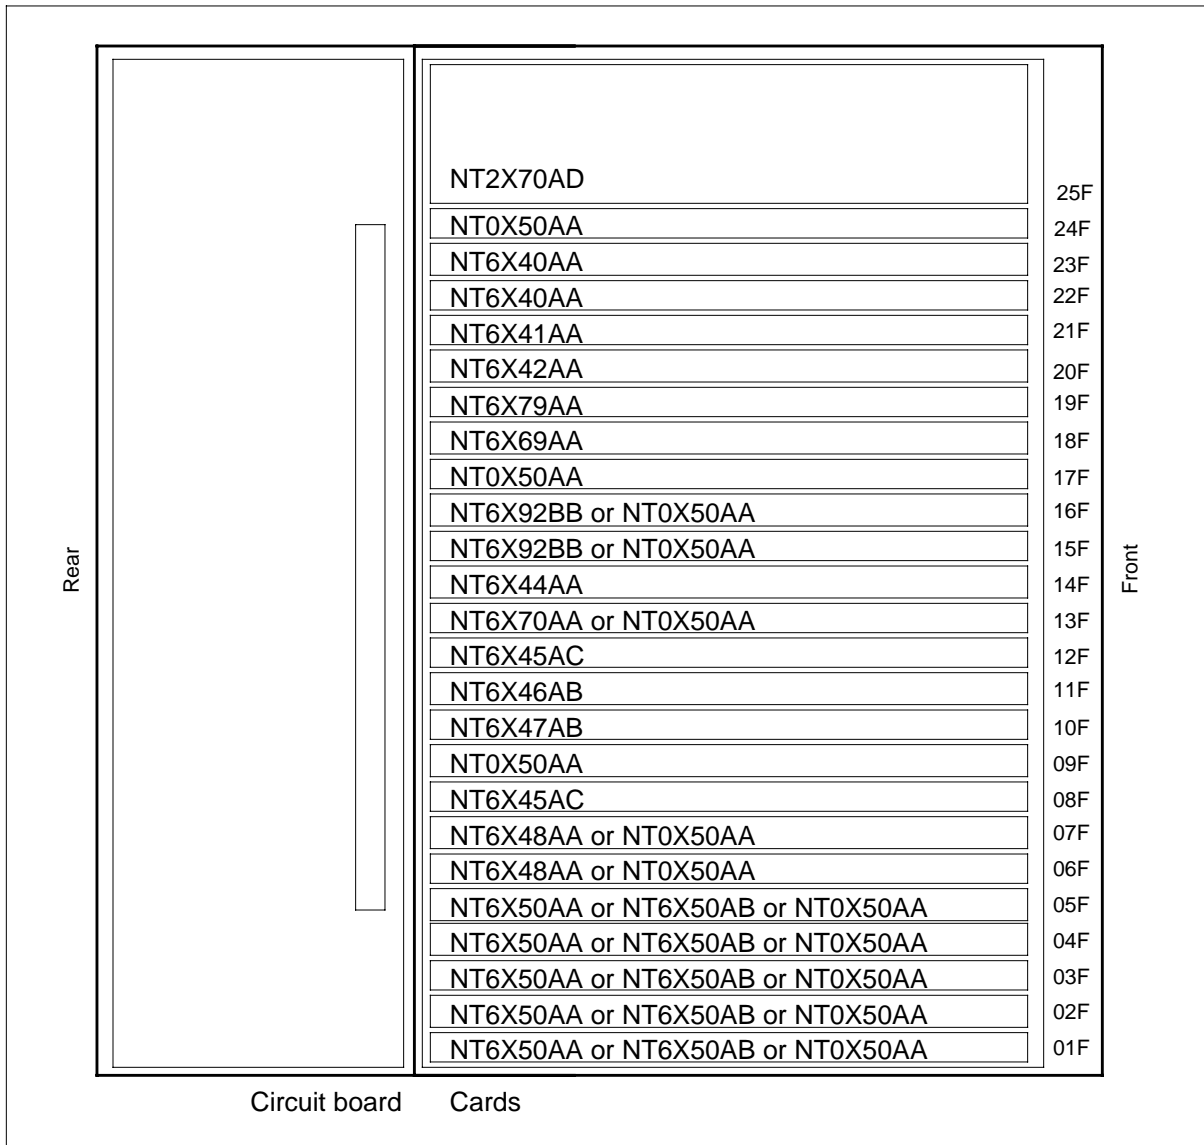 NT2X70AD 25F
NT0X50AA 24F
NT6X40AA 23F
NT6X40AA 22F
NT6X41AA 21F
NT6X42AA 20F
NT6X79AA 19F
NT6X69AA 18F
NT0X50AA 17F
NT6X92BB or NT0X50AA 16F
NT6X92BB or NT0X50AA 15F
Rear
Front
NT6X44AA 14F
NT6X70AA or NT0X50AA 13F
NT6X45AC 12F
NT6X46AB 11F
NT6X47AB 10F
NT0X50AA 09F
NT6X45AC 08F
NT6X48AA or NT0X50AA 07F
NT6X48AA or NT0X50AA 06F
NT6X50AA or NT6X50AB or NT0X50AA 05F
NT6X50AA or NT6X50AB or NT0X50AA 04F
NT6X50AA or NT6X50AB or NT0X50AA 03F
NT6X50AA or NT6X50AB or NT0X50AA 02F
NT6X50AA or NT6X50AB or NT0X50AA 01F
Circuit board Cards